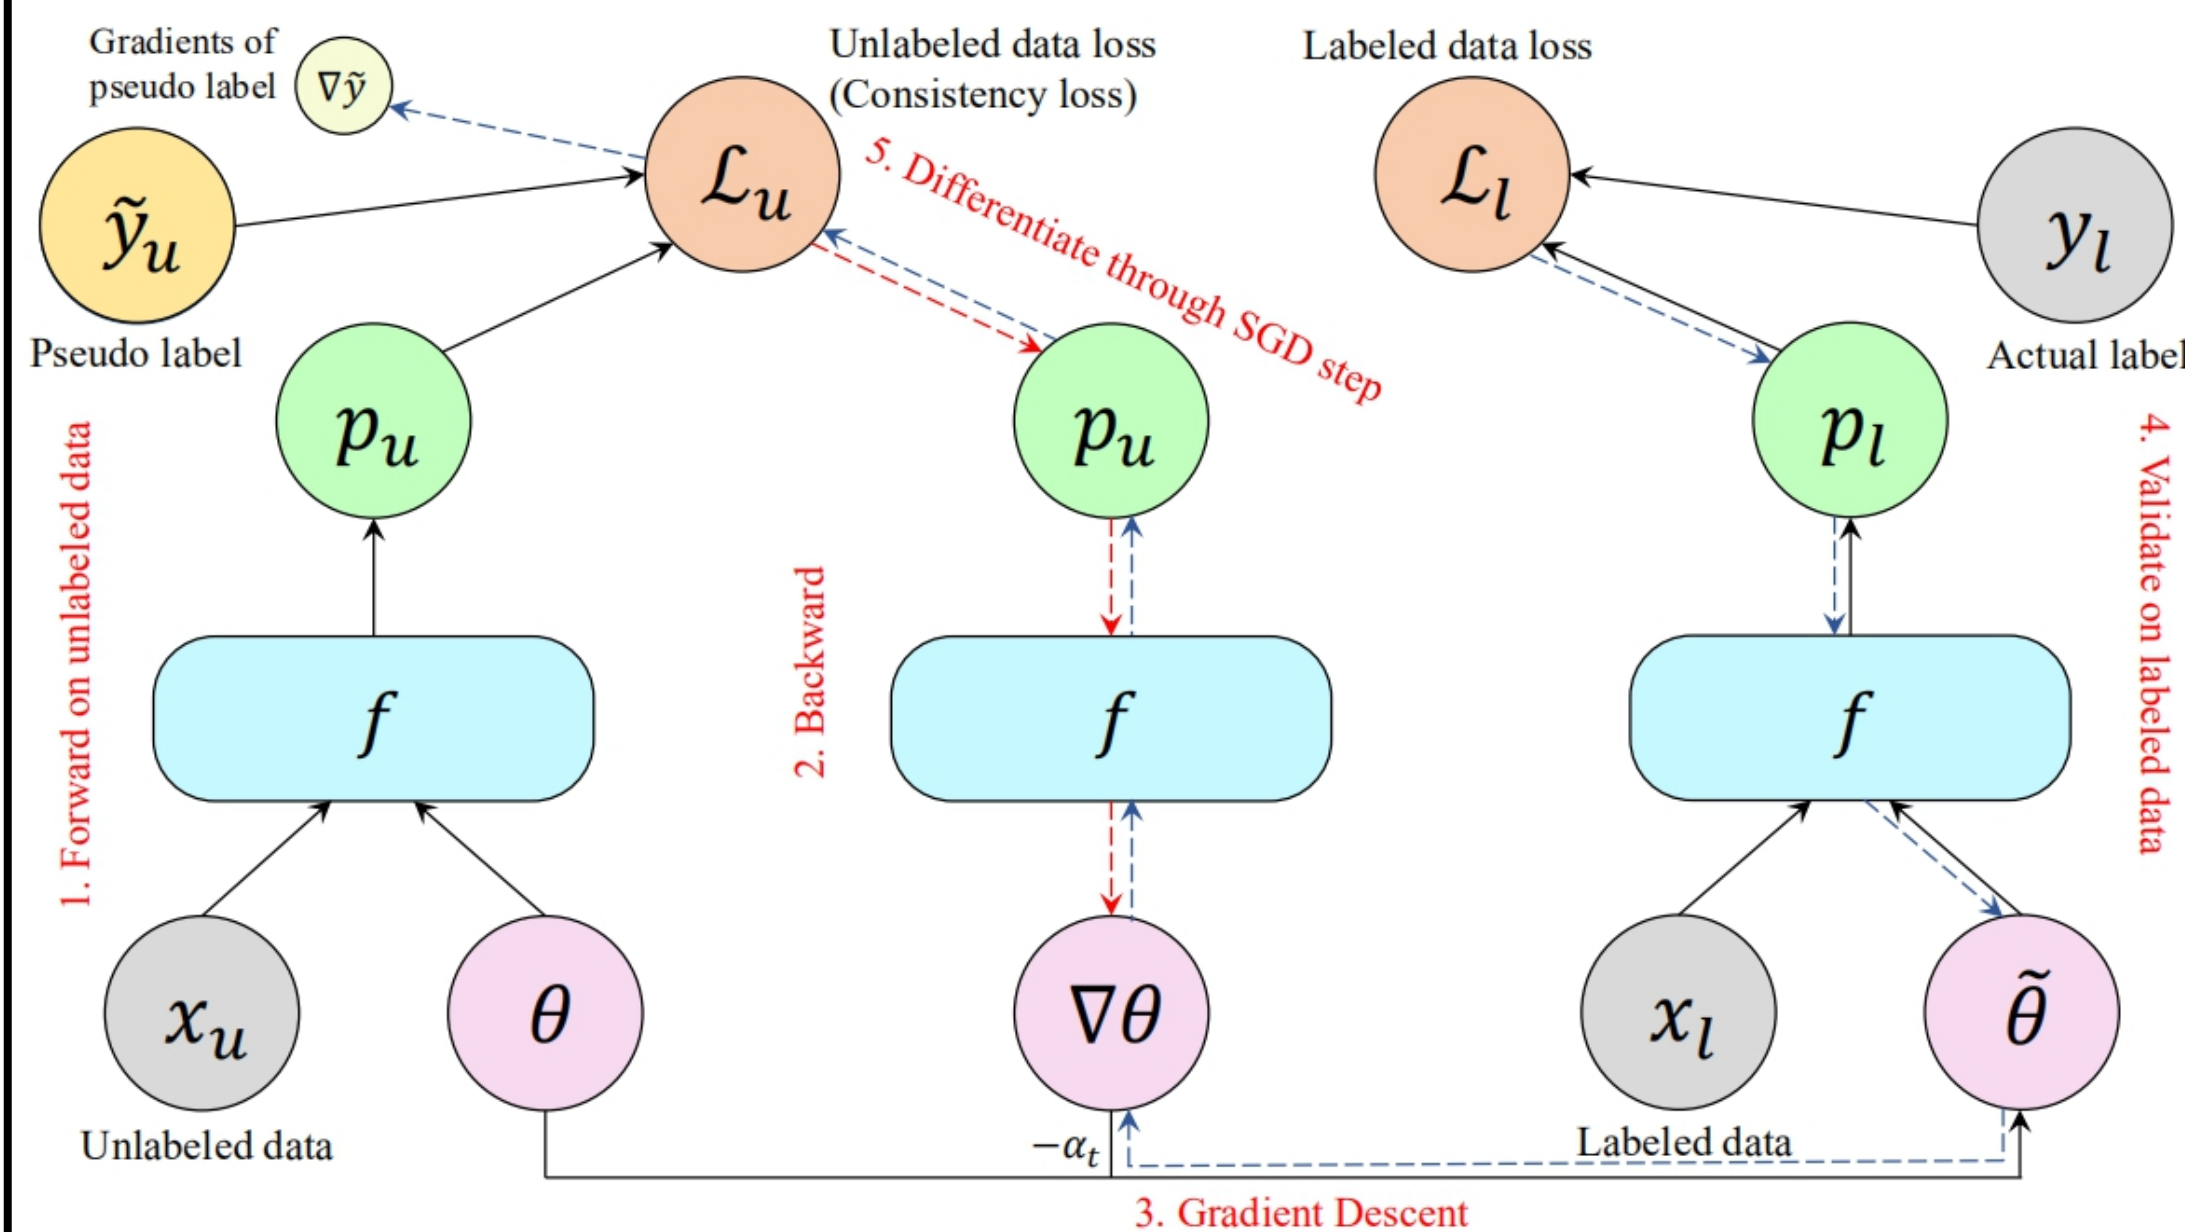 Gradients of
pseudo label
∇ỹ
Unlabeled data loss
(Consistency loss)
Labeled data loss
ỹᵤ
ℒᵤ
ℒₗ
yₗ
Pseudo label
Actual label
5. Differentiate through SGD step
pᵤ
pᵤ
pₗ
1. Forward on unlabeled data
2. Backward
4. Validate on labeled data
f
f
f
xᵤ
θ
∇θ
xₗ
θ̃
Unlabeled data
−αₜ
Labeled data
3. Gradient Descent